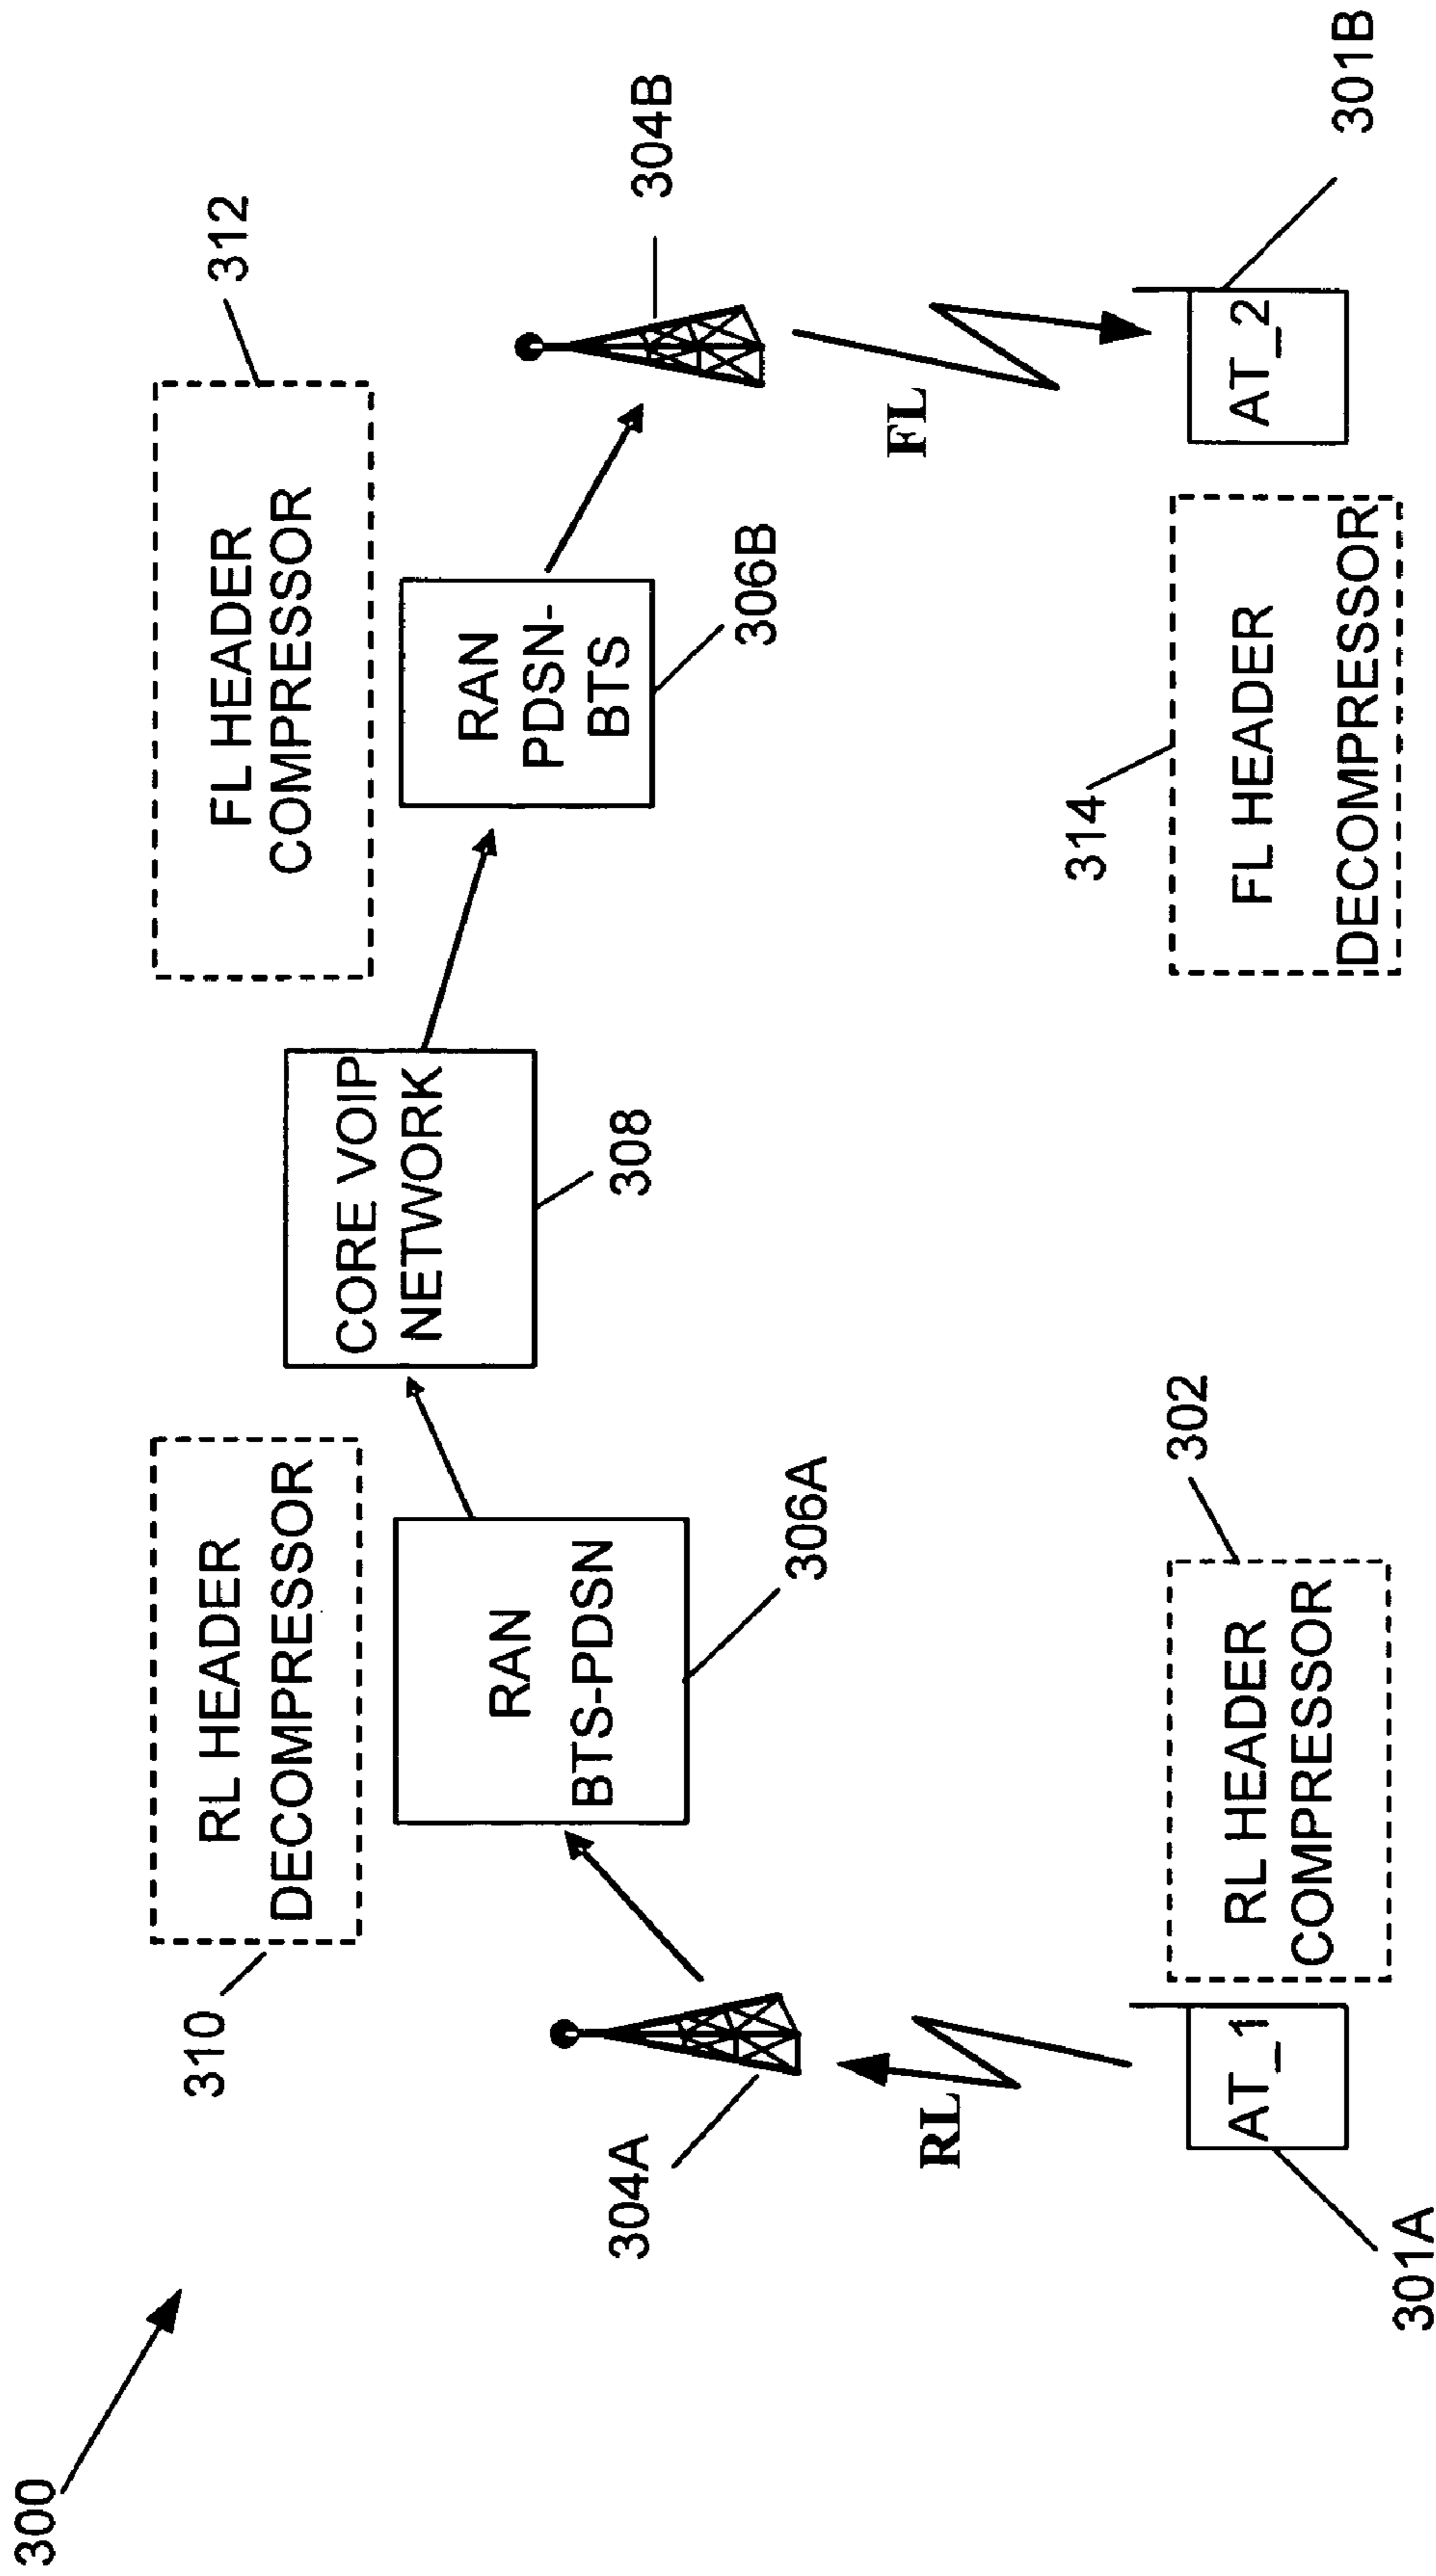 300
310
RL HEADER
DECOMPRESSOR
FL HEADER
COMPRESSOR
312
CORE VOIP
NETWORK
308
RAN
BTS-PDSN
306A
RAN
PDSN-
BTS
306B
304A
304B
RL
FL
301A
AT_1
RL HEADER
COMPRESSOR
302
314
FL HEADER
DECOMPRESSOR
AT_2
301B